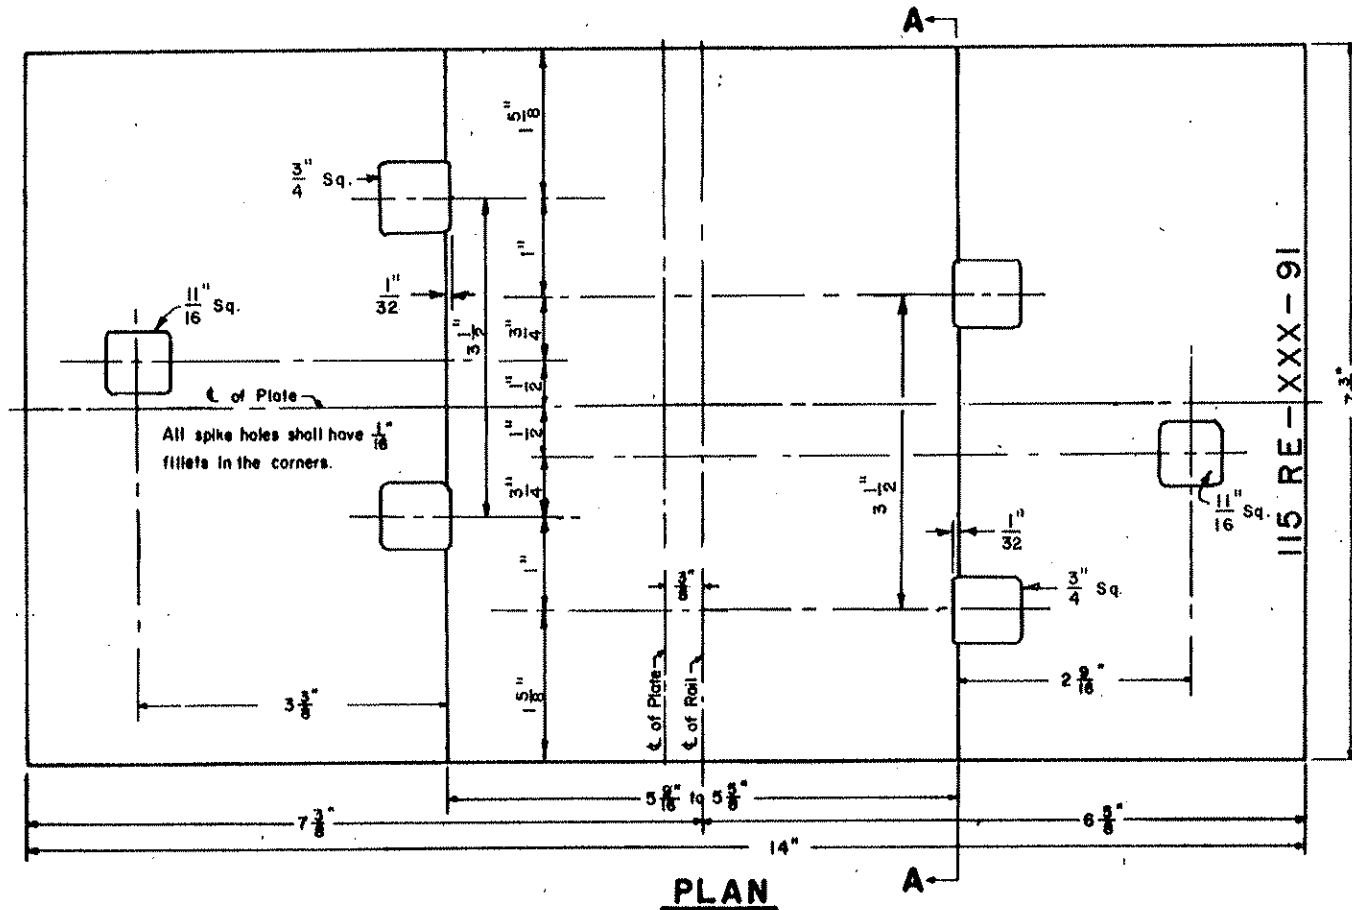 A
1 5/8"
3/4" Sq.
1"
1/32"
11/16" Sq.
3 1/2"
3/4"
1/2"
℄ of Plate
All spike holes shall have 1/16"
fillets in the corners.
1/2"
3/4"
3 1/2"
1/32"
11/16" Sq.
115 RE-XXX-91
1"
3/8"
3/4" Sq.
2 9/16"
3 3/8"
1 5/8"
℄ of Plate
℄ of Rail
5 9/16" to 5 5/8"
7 3/8"
6 5/8"
14"
A
PLAN